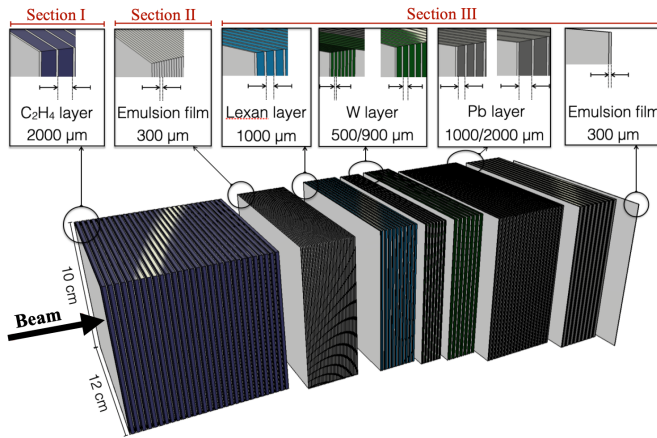 Section I
Section II
Section III
C₂H₄ layer
2000 µm
Emulsion film
300 µm
Lexan layer
1000 µm
W layer
500/900 µm
Pb layer
1000/2000 µm
Emulsion film
300 µm
10 cm
Beam
12 cm